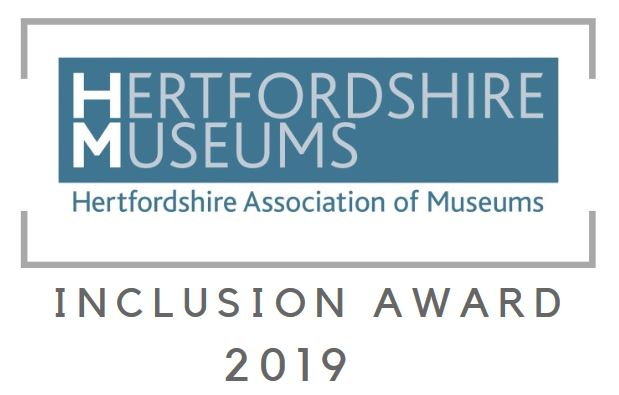 HERTFORDSHIRE
MUSEUMS
Hertfordshire Association of Museums
INCLUSION AWARD
2019